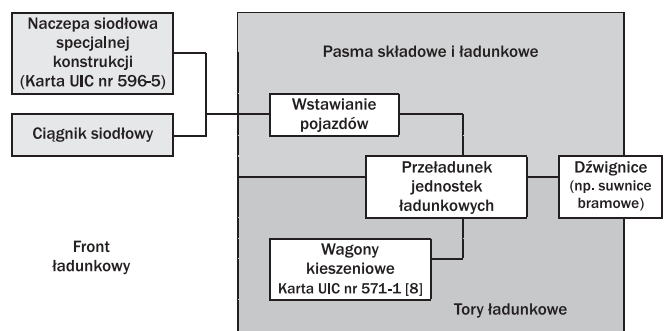 Naczepa siodłowa
specjalnej
konstrukcji
(Karta UIC nr 596-5)
Ciągnik siodłowy
Pasma składowe i ładunkowe
Wstawianie
pojazdów
Przeładunek
jednostek
ładunkowych
Dźwignice
(np. suwnice
bramowe)
Front
ładunkowy
Wagony
kieszeniowe
Karta UIC nr 571-1 [8]
Tory ładunkowe